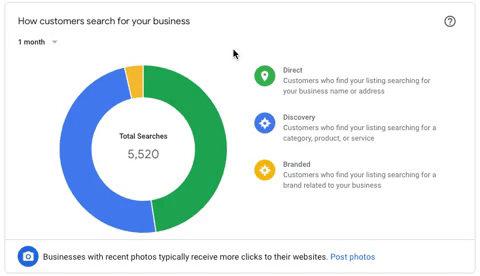 How customers search for your business
1 month
Direct
Customers who find your listing searching for
your business name or address
Discovery
Customers who find your listing searching for a
category, product, or service
Total Searches
5,520
Branded
Customers who find your listing searching for a
brand related to your business
Businesses with recent photos typically receive more clicks to their websites. Post photos